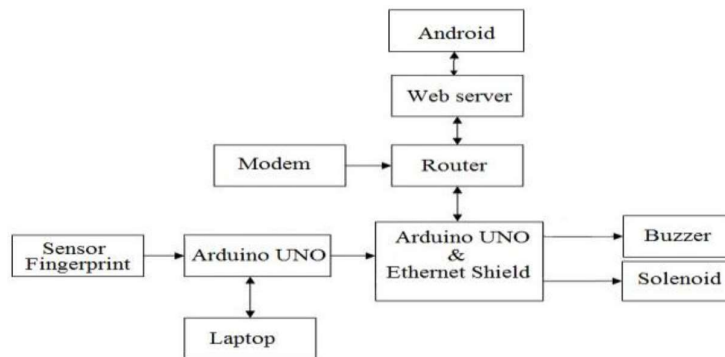 Android
Web server
Modem
Router
Sensor
Fingerprint
Arduino UNO
Arduino UNO
&
Ethernet Shield
Buzzer
Solenoid
Laptop